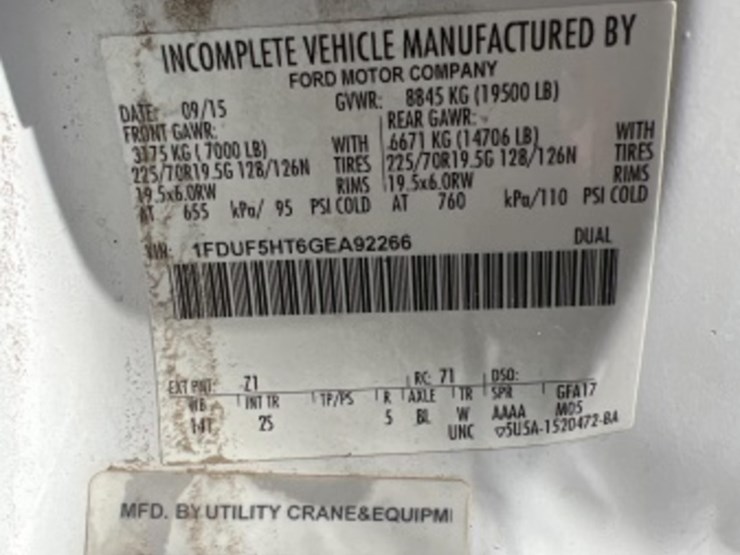 INCOMPLETE VEHICLE MANUFACTURED BY
FORD MOTOR COMPANY
DATE: 09/15 GVWR: 8845 KG (19500 LB)
FRONT GAWR: REAR GAWR:
3175 KG ( 7000 LB) WITH 6671 KG (14706 LB) WITH
225/70R19.5G 128/126N TIRES 225/70R19.5G 128/126N TIRES
19.5x6.0RW RIMS 19.5x6.0RW RIMS
AT 655 kPa/ 95 PSI COLD AT 760 kPa/110 PSI COLD
VIN: 1FDUF5HT6GEA92266 DUAL
EXT PNT: Z1 RC: 71 DSO:
WB INT TR TP/PS R AXLE TR SPR GFA17
141 2S 5 BL W AAAA M05
UNC 5U5A-1520472-BA
MFD. BY UTILITY CRANE&EQUIPM